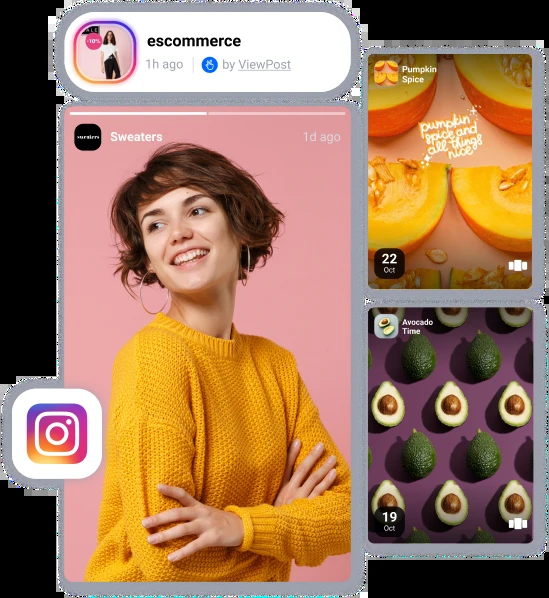 SALE
-10%
escommerce
1h ago
by ViewPost
sweaters
Sweaters
1d ago
Pumpkin
Spice
pumpkin
spice and
all things
nice
22
Oct
Avocado
Time
19
Oct